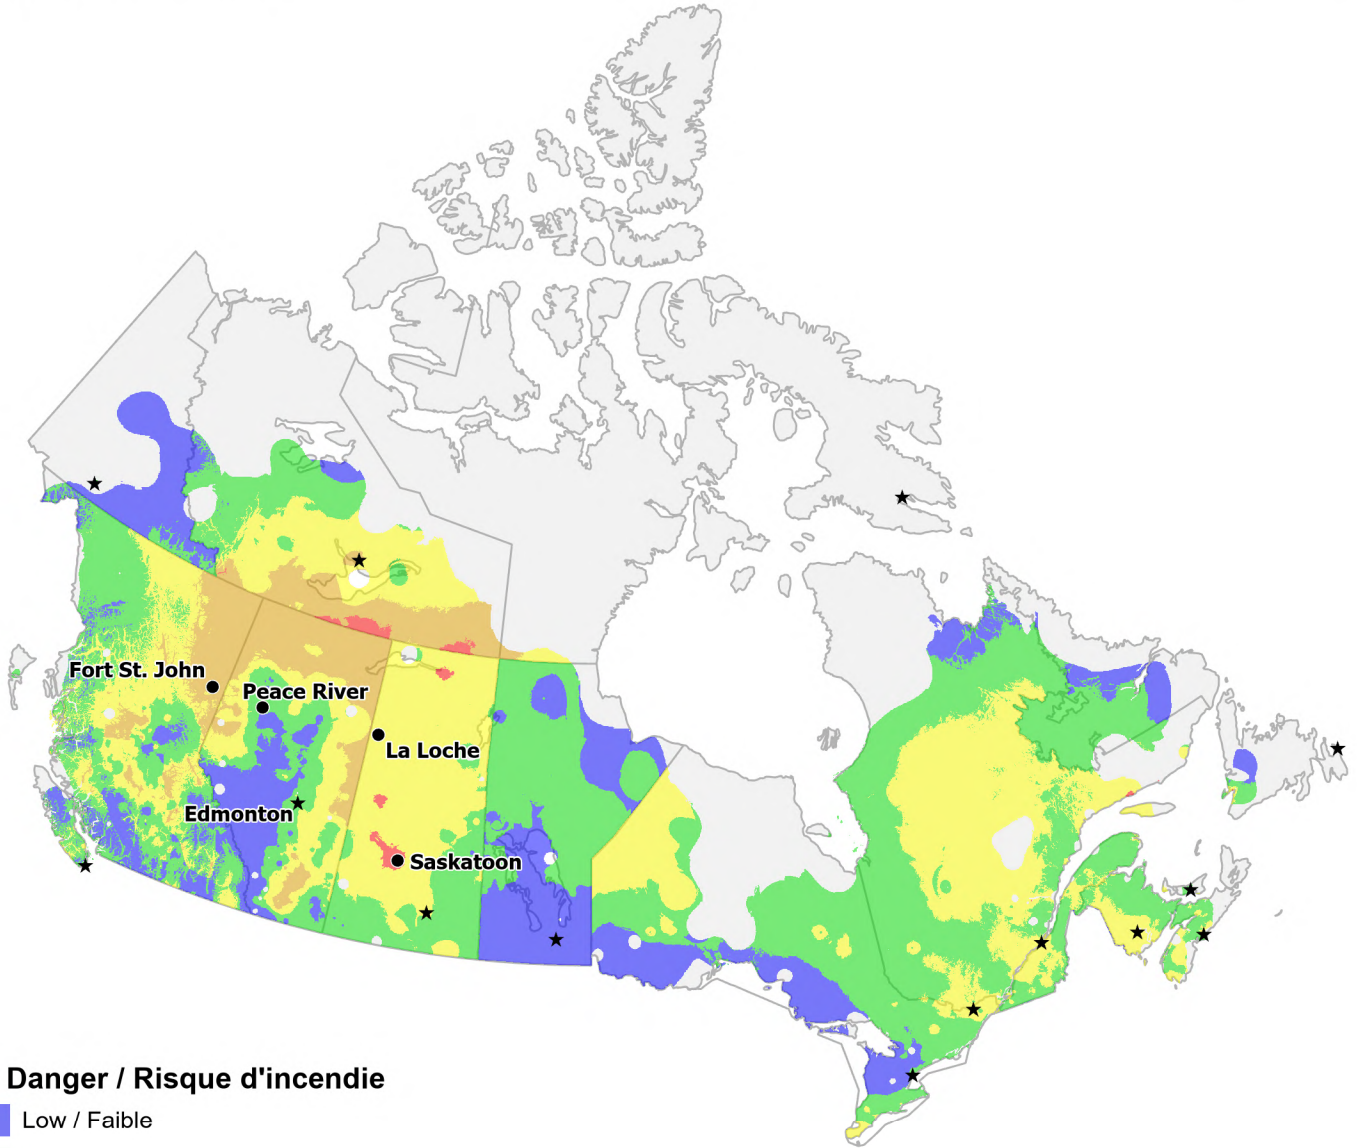 Fort St. John
Peace River
La Loche
Edmonton
Saskatoon
Danger / Risque d'incendie
Low / Faible